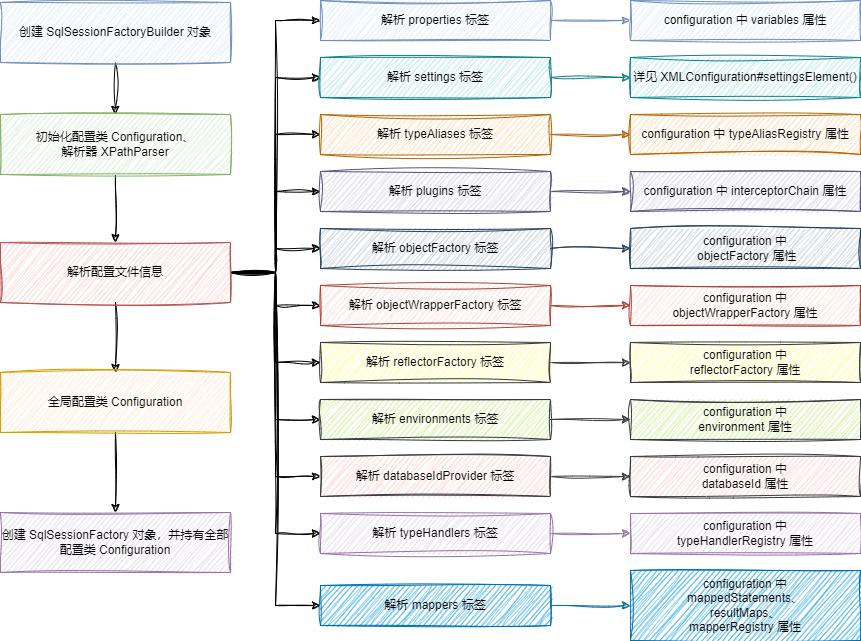 创建 SqlSessionFactoryBuilder 对象
初始化配置类 Configuration、
解析器 XPathParser
解析配置文件信息
全局配置类 Configuration
创建 SqlSessionFactory 对象，并持有全部
配置类 Configuration
解析 properties 标签
configuration 中 variables 属性
解析 settings 标签
详见 XMLConfiguration#settingsElement()
解析 typeAliases 标签
configuration 中 typeAliasRegistry 属性
解析 plugins 标签
configuration 中 interceptorChain 属性
解析 objectFactory 标签
configuration 中
objectFactory 属性
解析 objectWrapperFactory 标签
configuration 中
objectWrapperFactory 属性
解析 reflectorFactory 标签
configuration 中
reflectorFactory 属性
解析 environments 标签
configuration 中
environment 属性
解析 databaseIdProvider 标签
configuration 中
databaseId 属性
解析 typeHandlers 标签
configuration 中
typeHandlerRegistry 属性
解析 mappers 标签
configuration 中
mappedStatements、
resultMaps、
mapperRegistry 属性